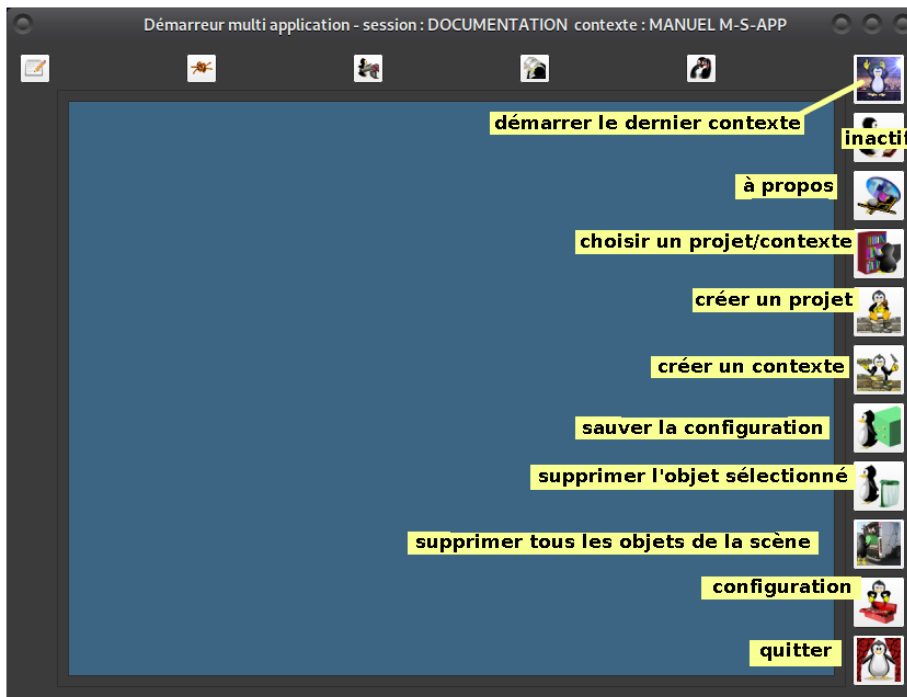 Démarreur multi application - session : DOCUMENTATION contexte : MANUEL M-S-APP
démarrer le dernier contexte
inactif
à propos
choisir un projet/contexte
créer un projet
créer un contexte
sauver la configuration
supprimer l'objet sélectionné
supprimer tous les objets de la scène
configuration
quitter